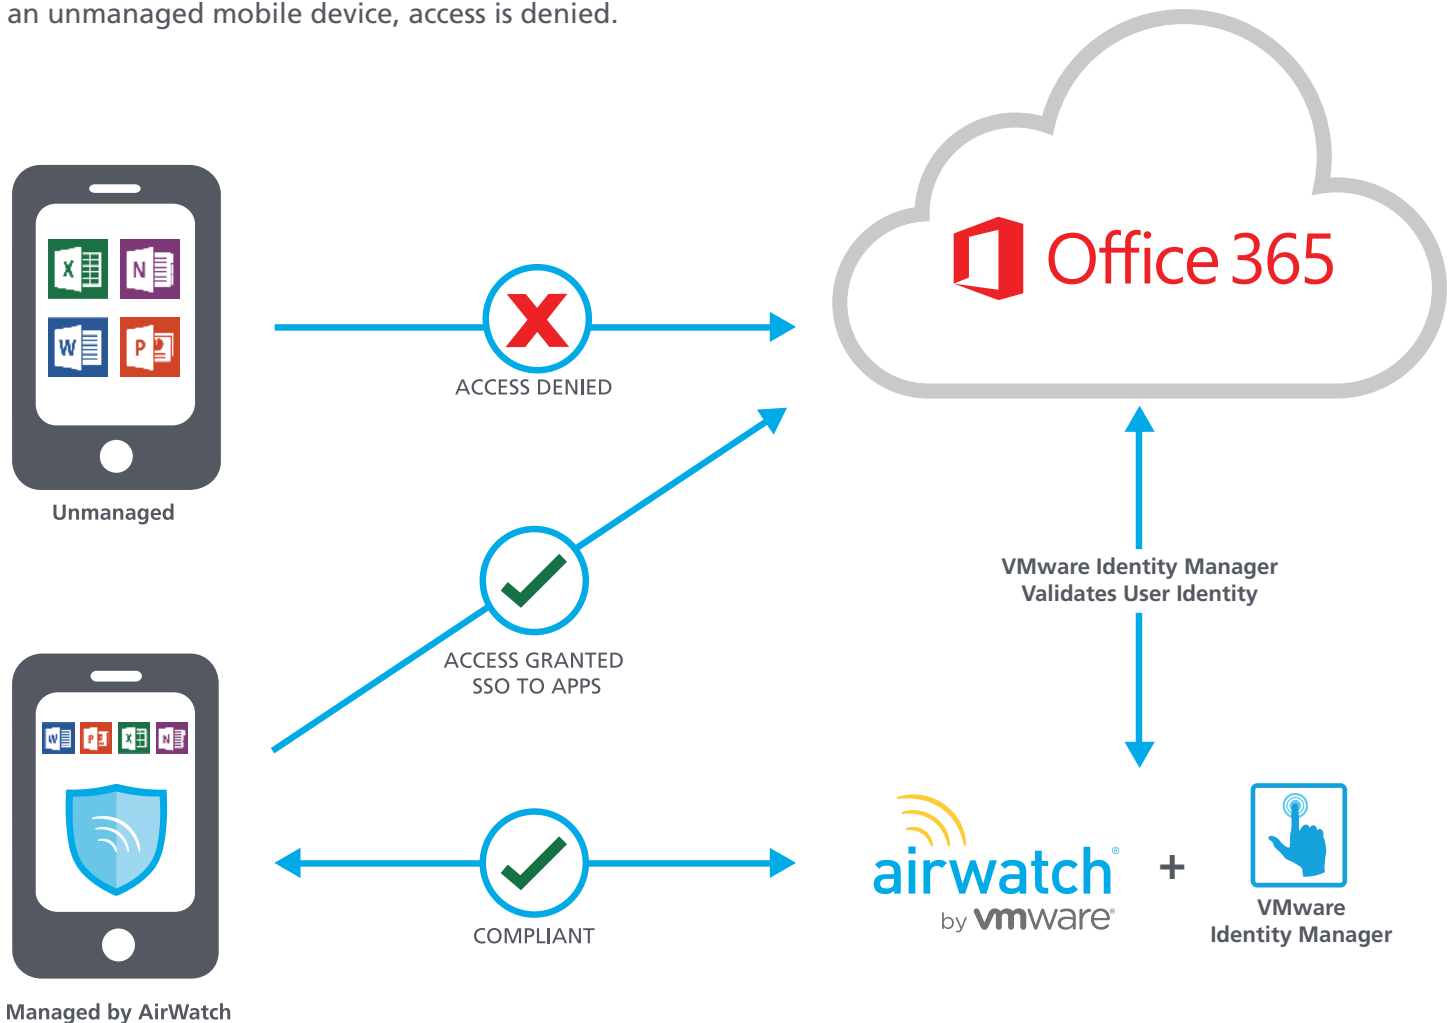 an unmanaged mobile device, access is denied.
Office 365
X
N
W
P
ACCESS DENIED
Unmanaged
VMware Identity Manager
Validates User Identity
ACCESS GRANTED
SSO TO APPS
W
P
X
N
airwatch®
by vmware®
+
COMPLIANT
VMware
Identity Manager
Managed by AirWatch